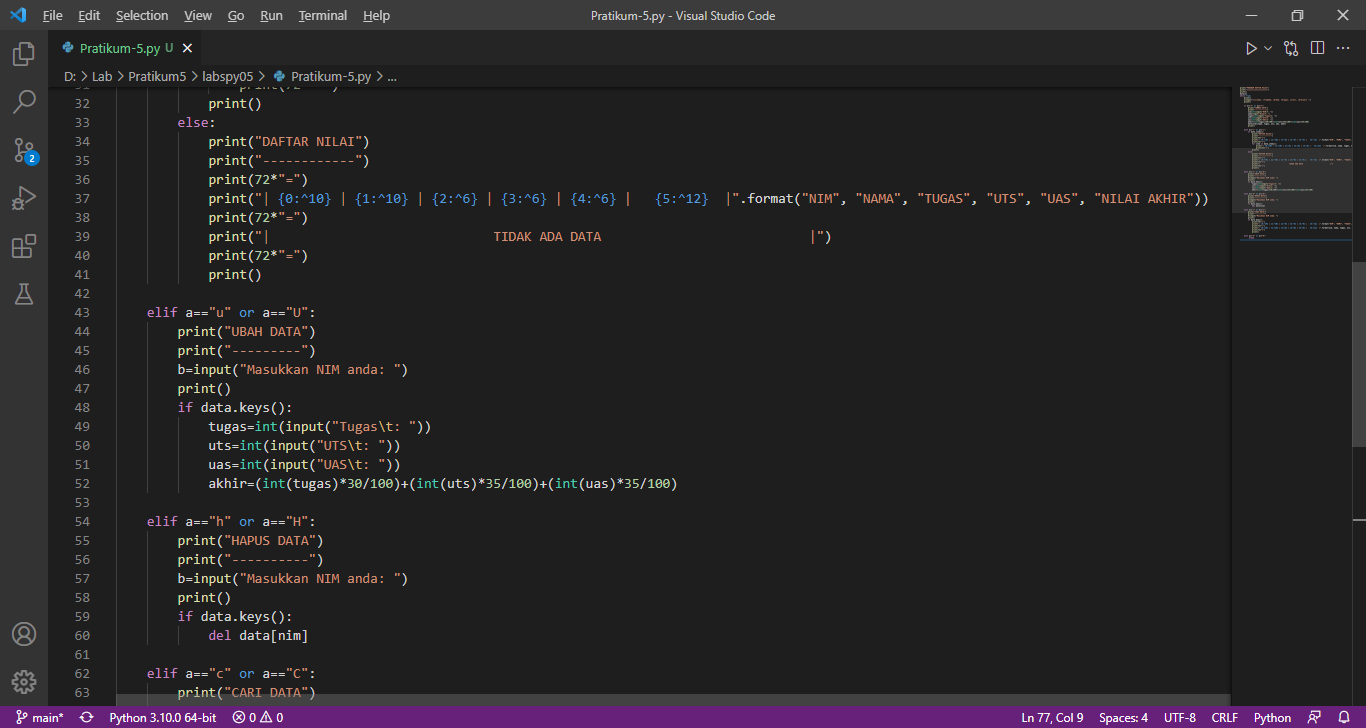 File Edit Selection View Go Run Terminal Help Pratikum-5.py - Visual Studio Code
Pratikum-5.py U
D: > Lab > Pratikum5 > labspy05 > Pratikum-5.py > ...
32 print()
33 else:
34 print("DAFTAR NILAI")
35 print("------------")
36 print(72*"=")
37 print("| {0:^10} | {1:^10} | {2:^6} | {3:^6} | {4:^6} |   {5:^12}  |".format("NIM", "NAMA", "TUGAS", "UTS", "UAS", "NILAI AKHIR"))
38 print(72*"=")
39 print("|                             TIDAK ADA DATA                           |")
40 print(72*"=")
41 print()
42
43 elif a=="u" or a=="U":
44 print("UBAH DATA")
45 print("---------")
46 b=input("Masukkan NIM anda: ")
47 print()
48 if data.keys():
49 tugas=int(input("Tugas\t: "))
50 uts=int(input("UTS\t: "))
51 uas=int(input("UAS\t: "))
52 akhir=(int(tugas)*30/100)+(int(uts)*35/100)+(int(uas)*35/100)
53
54 elif a=="h" or a=="H":
55 print("HAPUS DATA")
56 print("----------")
57 b=input("Masukkan NIM anda: ")
58 print()
59 if data.keys():
60 del data[nim]
61
62 elif a=="c" or a=="C":
63 print("CARI DATA")
2
main* Python 3.10.0 64-bit 0 0 Ln 77, Col 9 Spaces: 4 UTF-8 CRLF Python